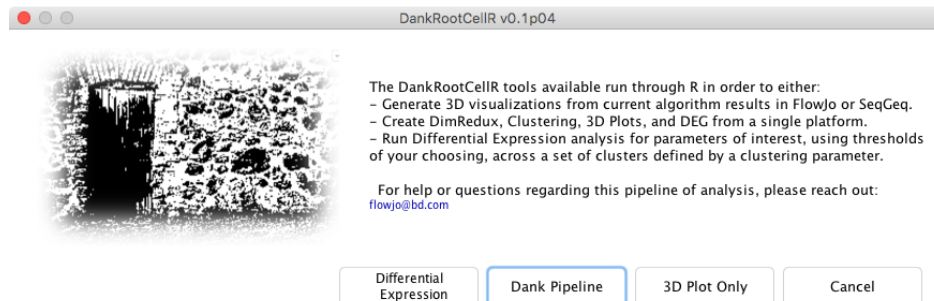 DankRootCellR v0.1p04
The DankRootCellR tools available run through R in order to
either:
– Generate 3D visualizations from current algorithm results in FlowJo or SeqGeq.
– Create DimRedux, Clustering, 3D Plots, and DEG from a single platform.
– Run Differential Expression analysis for parameters of interest, using thresholds
of your choosing, across a set of clusters defined by a clustering parameter.
For help or questions regarding this pipeline of analysis, please reach out:
flowjo@bd.com
Differential
Expression
Dank Pipeline
3D Plot Only
Cancel